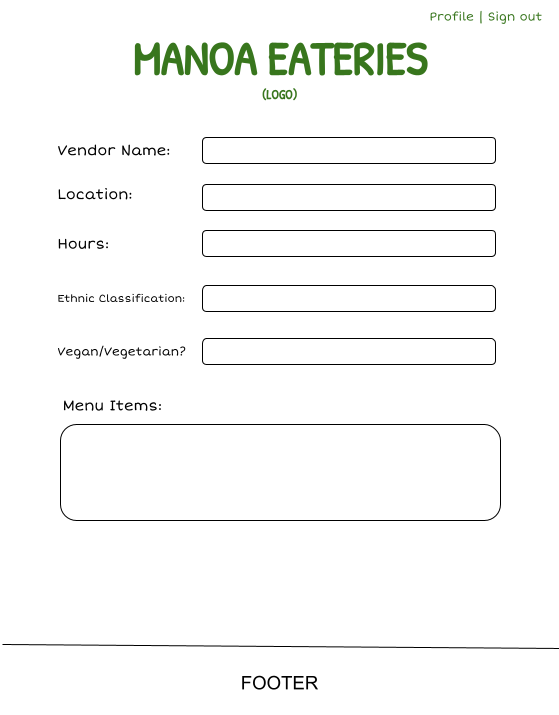 Profile | Sign out
MANOA EATERIES
(LOGO)
Vendor Name:
Location:
Hours:
Ethnic Classification:
Vegan/Vegetarian?
Menu Items:
FOOTER